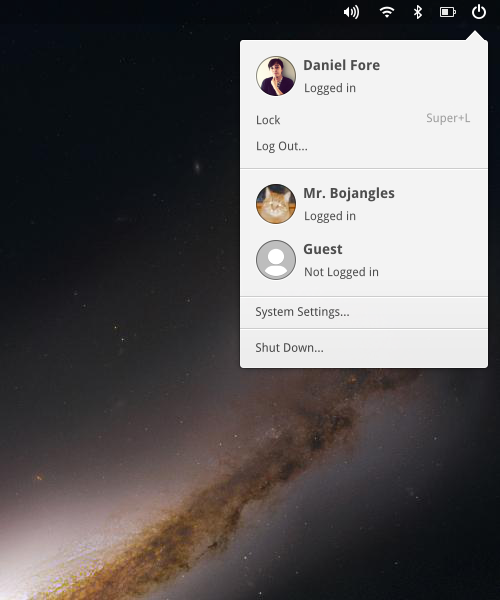 Daniel Fore
Logged in
Lock Super+L
Log Out...
Mr. Bojangles
Logged in
Guest
Not Logged in
System Settings...
Shut Down...